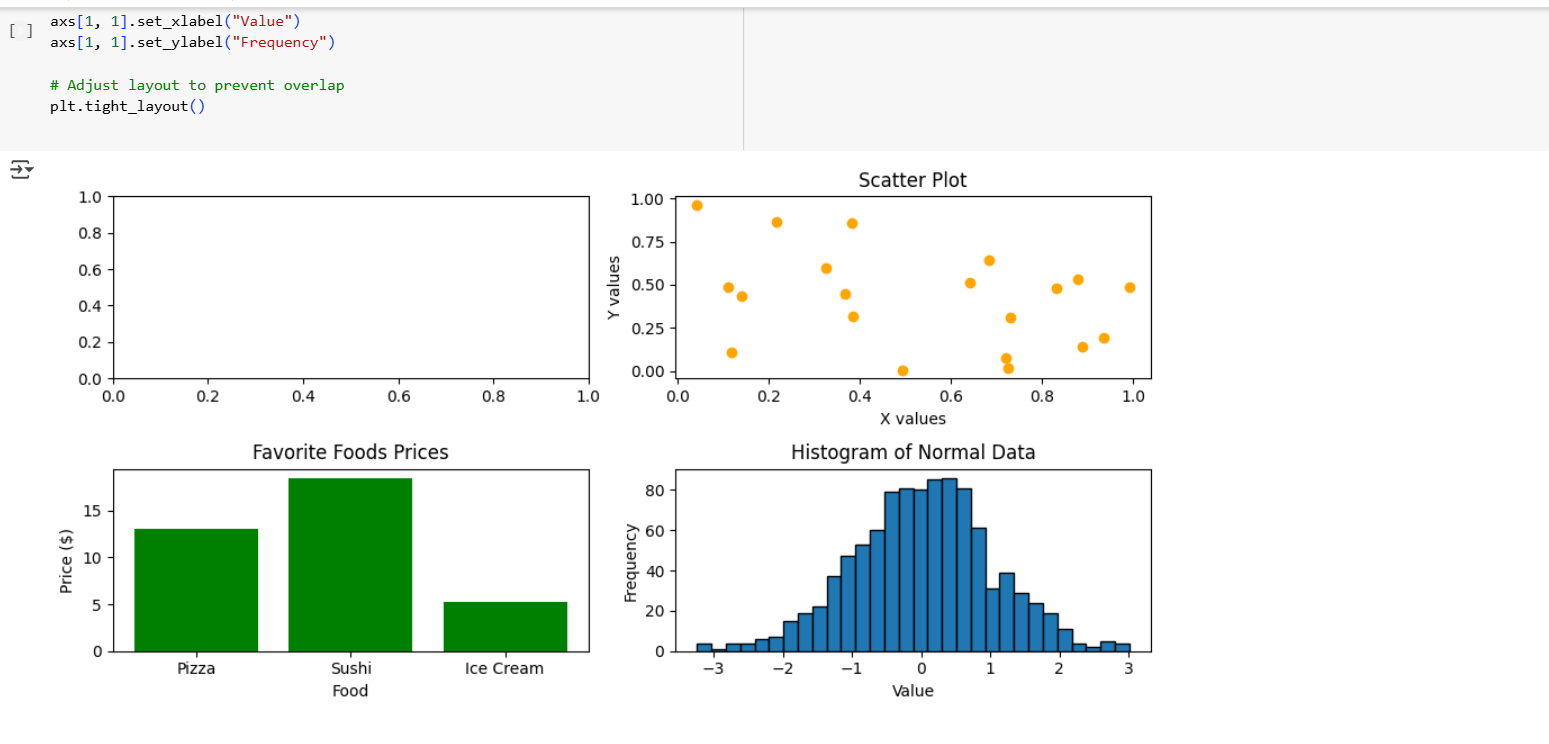 axs[1, 1].set_xlabel("Value")
[ ]
axs[1, 1].set_ylabel("Frequency")
# Adjust layout to prevent overlap
plt.tight_layout()
1.0
0.8
0.6
0.4
0.2
0.0
0.0 0.2 0.4 0.6 0.8 1.0
Scatter Plot
1.00
0.75
0.50
0.25
0.00
Y values
0.0 0.2 0.4 0.6 0.8 1.0
X values
Favorite Foods Prices
15
10
5
0
Price ($)
Pizza Sushi Ice Cream
Food
Histogram of Normal Data
80
60
40
20
0
Frequency
−3 −2 −1 0 1 2 3
Value